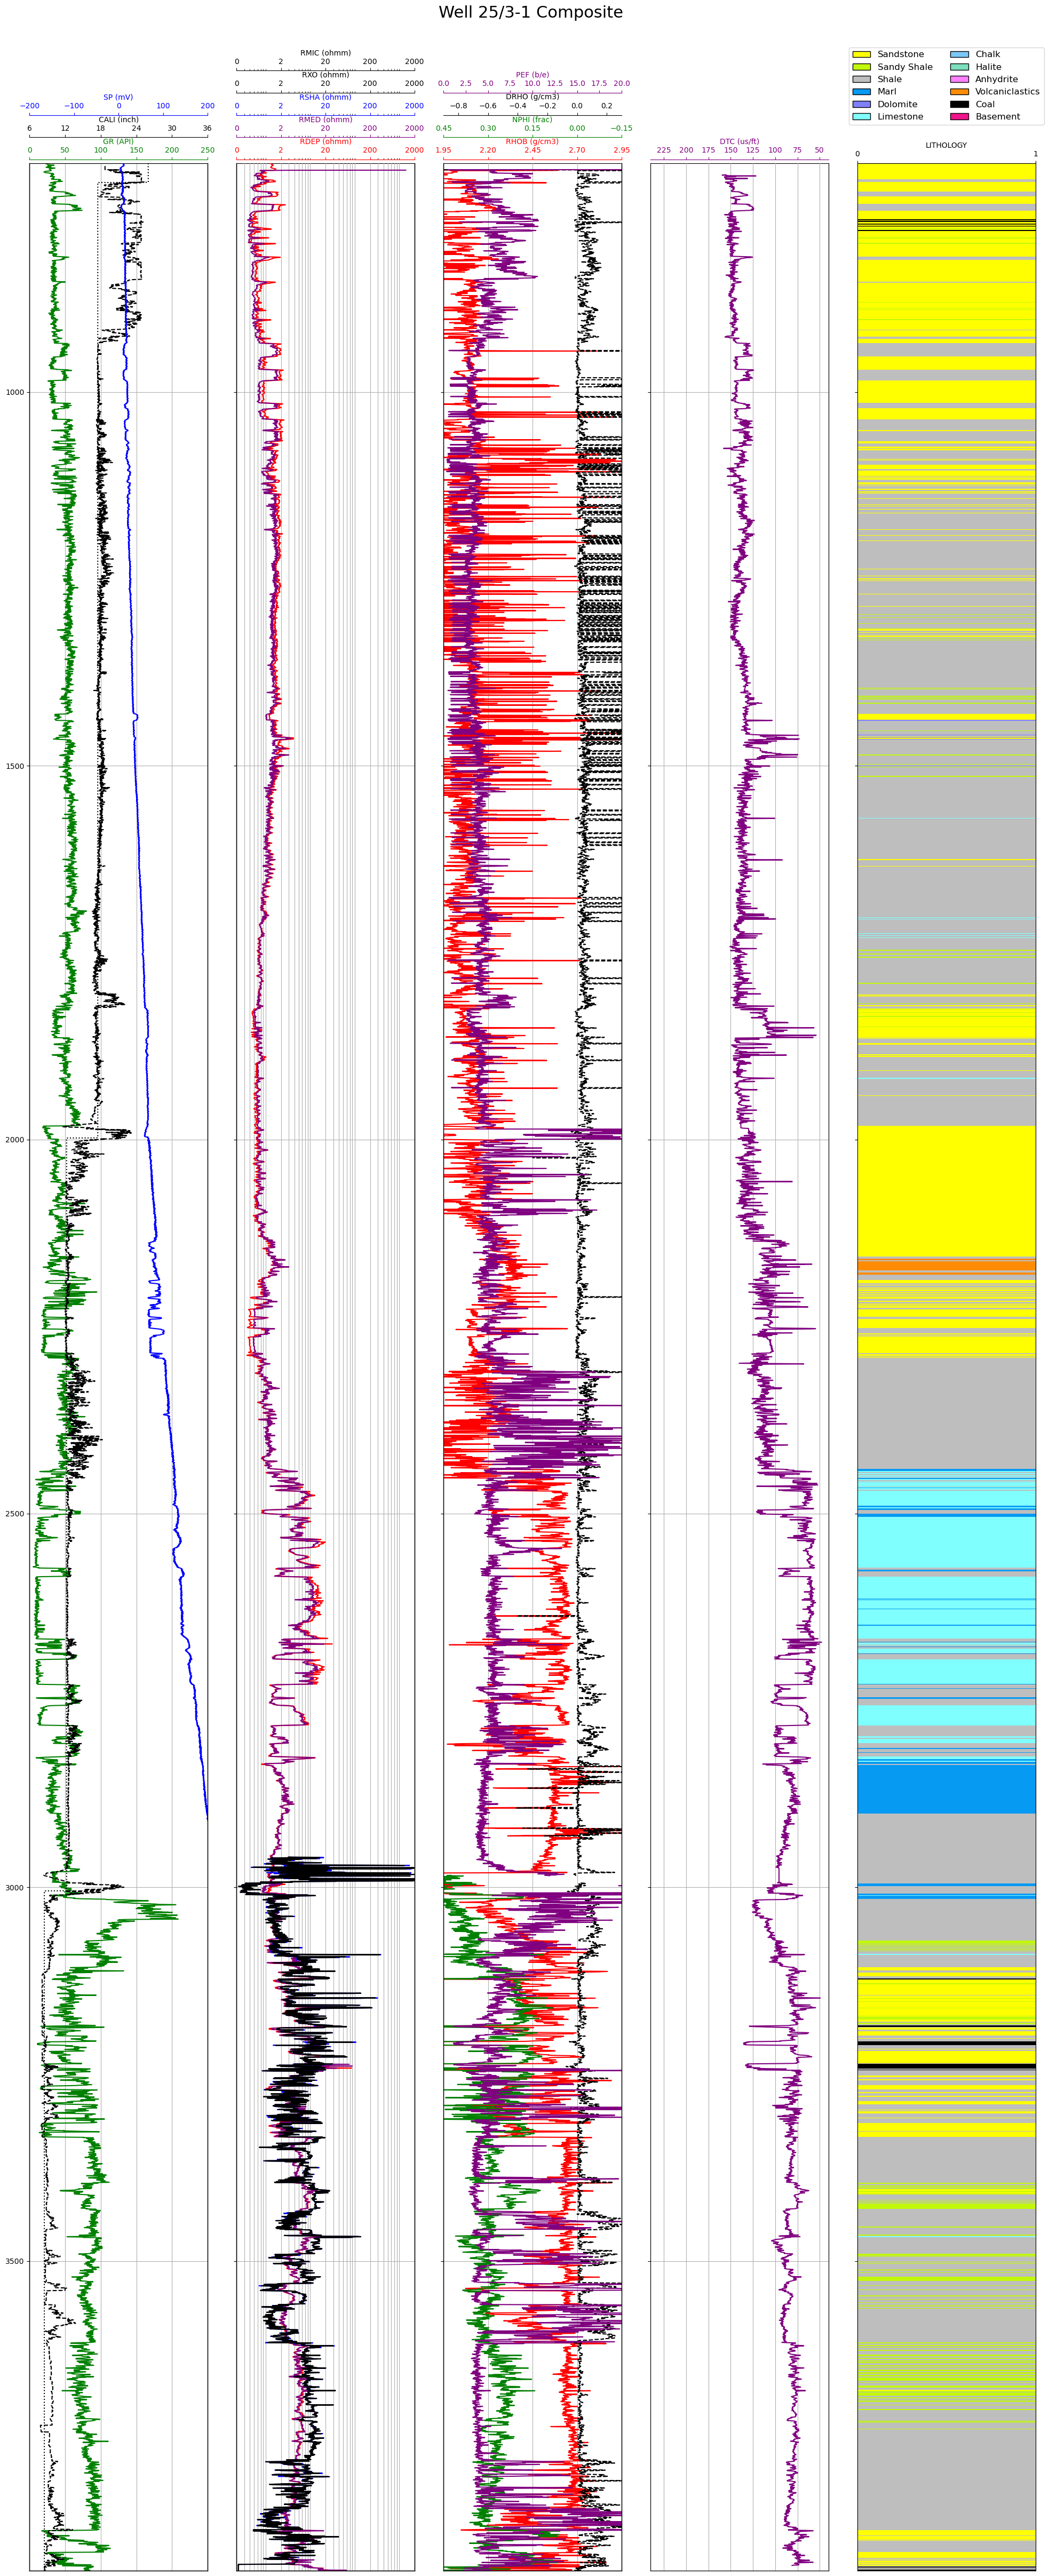 Well 25/3-1 Composite
RMIC (ohmm)
0 2 20 200 2000
RXO (ohmm)
0 2 20 200 2000
SP (mV)
−200 −100 0 100 200
RSHA (ohmm)
0 2 20 200 2000
PEF (b/e)
0.0 2.5 5.0 7.5 10.0 12.5 15.0 17.5 20.0
DRHO (g/cm3)
−0.8 −0.6 −0.4 −0.2 0.0 0.2
CALI (inch)
6 12 18 24 30 36
RMED (ohmm)
0 2 20 200 2000
NPHI (frac)
0.45 0.30 0.15 0.00 −0.15
GR (API)
0 50 100 150 200 250
RDEP (ohmm)
0 2 20 200 2000
RHOB (g/cm3)
1.95 2.20 2.45 2.70 2.95
DTC (us/ft)
225 200 175 150 125 100 75 50
LITHOLOGY
0 1
Sandstone
Sandy Shale
Shale
Marl
Dolomite
Limestone
Chalk
Halite
Anhydrite
Volcaniclastics
Coal
Basement
1000
1500
2000
2500
3000
3500